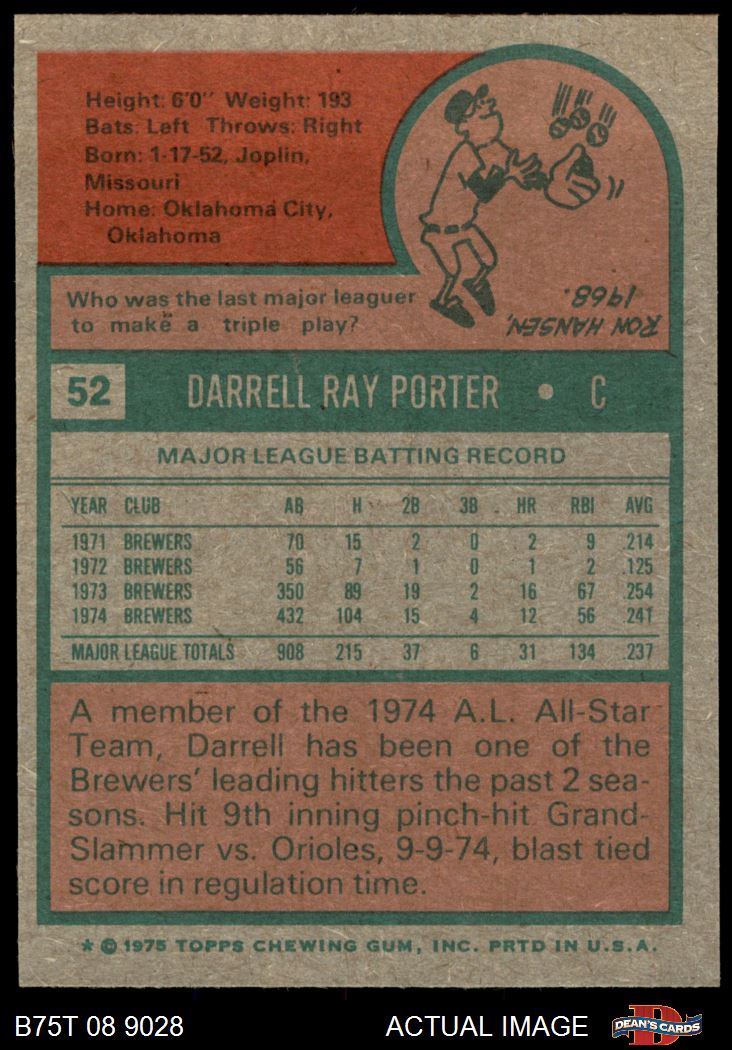 Height: 6'0" Weight: 193
Bats: Left Throws: Right
Born: 1-17-52, Joplin,
Missouri
Home: Oklahoma City,
Oklahoma
Who was the last major leaguer
to make a triple play?
RON HANSEN,
1968.
52 DARRELL RAY PORTER • C
MAJOR LEAGUE BATTING RECORD
YEAR CLUB AB H 2B 3B HR RBI AVG
1971 BREWERS 70 15 2 0 2 9 .214
1972 BREWERS 56 7 1 0 1 2 .125
1973 BREWERS 350 89 19 2 16 67 .254
1974 BREWERS 432 104 15 4 12 56 .241
MAJOR LEAGUE TOTALS 908 215 37 6 31 134 .237
A member of the 1974 A.L. All-Star
Team, Darrell has been one of the
Brewers' leading hitters the past 2 sea-
sons. Hit 9th inning pinch-hit Grand-
Slammer vs. Orioles, 9-9-74, blast tied
score in regulation time.
* © 1975 TOPPS CHEWING GUM, INC. PRTD IN U.S.A.
B75T 08 9028 ACTUAL IMAGE D DEAN'S CARDS